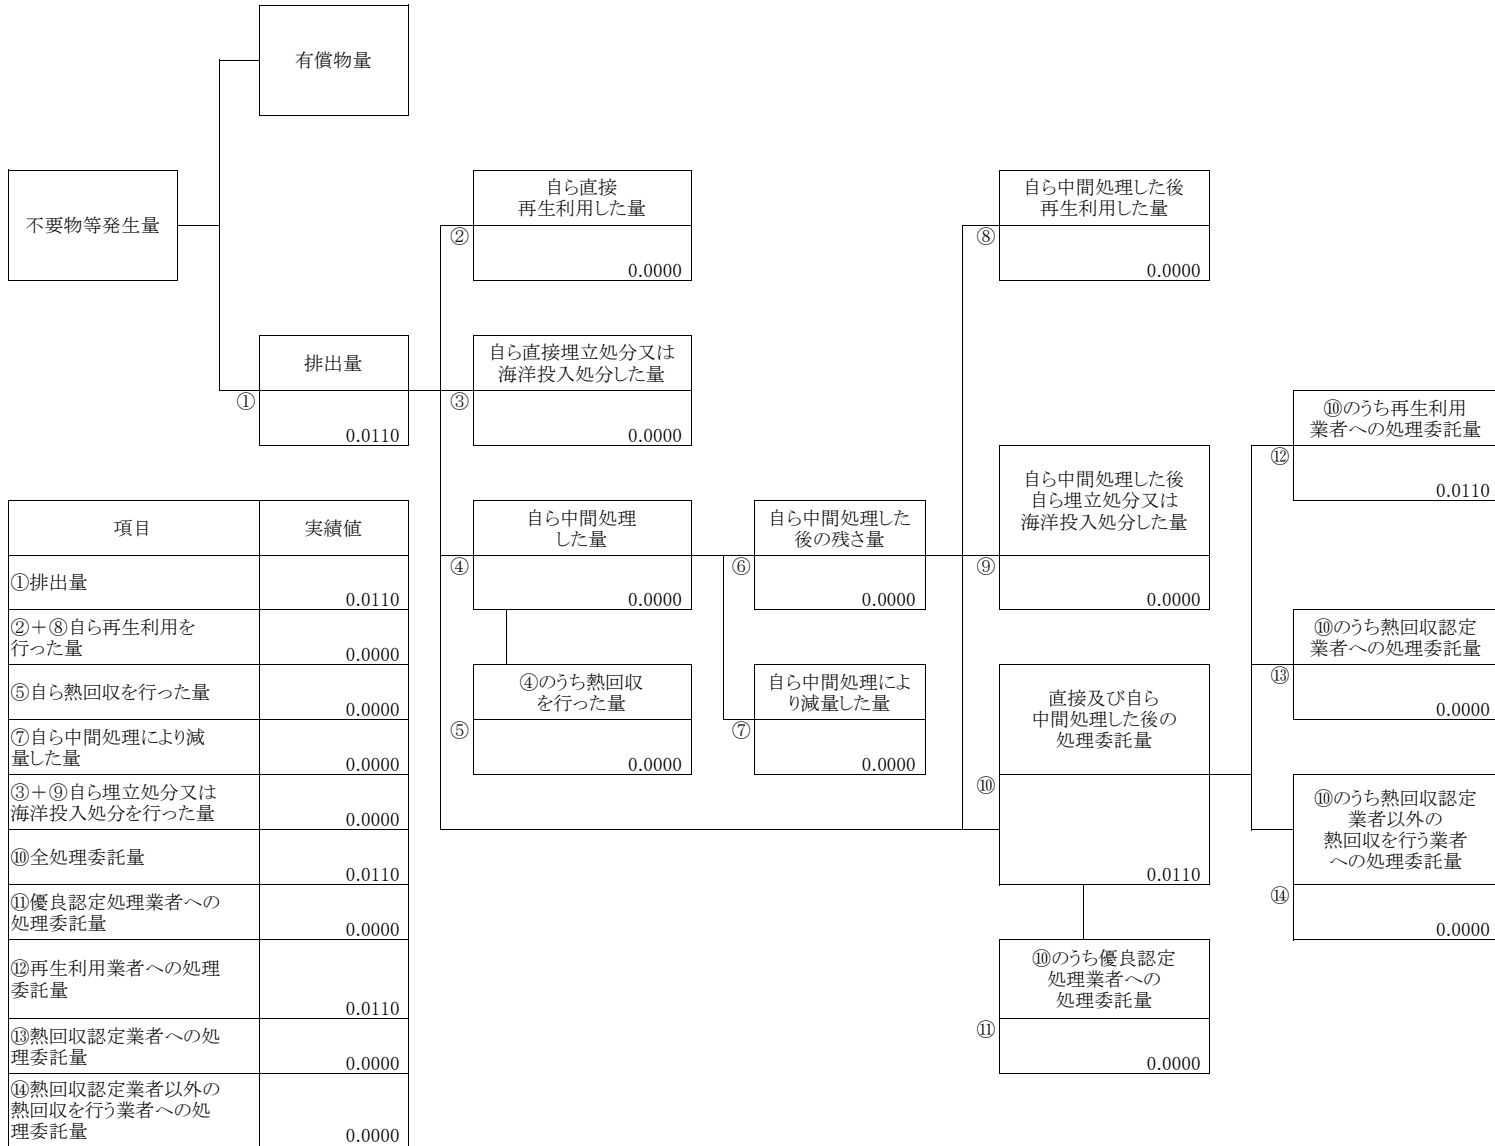 有償物量
不要物等発生量
自ら直接
再生利用した量
②
0.0000
自ら中間処理した後
再生利用した量
⑧
0.0000
排出量
①
0.0110
自ら直接埋立処分又は
海洋投入処分した量
③
0.0000
⑩のうち再生利用
業者への処理委託量
⑫
0.0110
自ら中間処理
した量
④
0.0000
自ら中間処理した
後の残さ量
⑥
0.0000
自ら中間処理した後
自ら埋立処分又は
海洋投入処分した量
⑨
0.0000
⑩のうち熱回収認定
業者への処理委託量
⑬
0.0000
④のうち熱回収
を行った量
⑤
0.0000
自ら中間処理によ
り減量した量
⑦
0.0000
直接及び自ら
中間処理した後の
処理委託量
⑩
0.0110
⑩のうち熱回収認定
業者以外の
熱回収を行う業者
への処理委託量
⑭
0.0000
⑩のうち優良認定
処理業者への
処理委託量
⑪
0.0000
項目 実績値
①排出量
0.0110
②+⑧自ら再生利用を
行った量
0.0000
⑤自ら熱回収を行った量
0.0000
⑦自ら中間処理により減
量した量
0.0000
③+⑨自ら埋立処分又は
海洋投入処分を行った量
0.0000
⑩全処理委託量
0.0110
⑪優良認定処理業者への
処理委託量
0.0000
⑫再生利用業者への処理
委託量
0.0110
⑬熱回収認定業者への処
理委託量
0.0000
⑭熱回収認定業者以外の
熱回収を行う業者への処
理委託量
0.0000